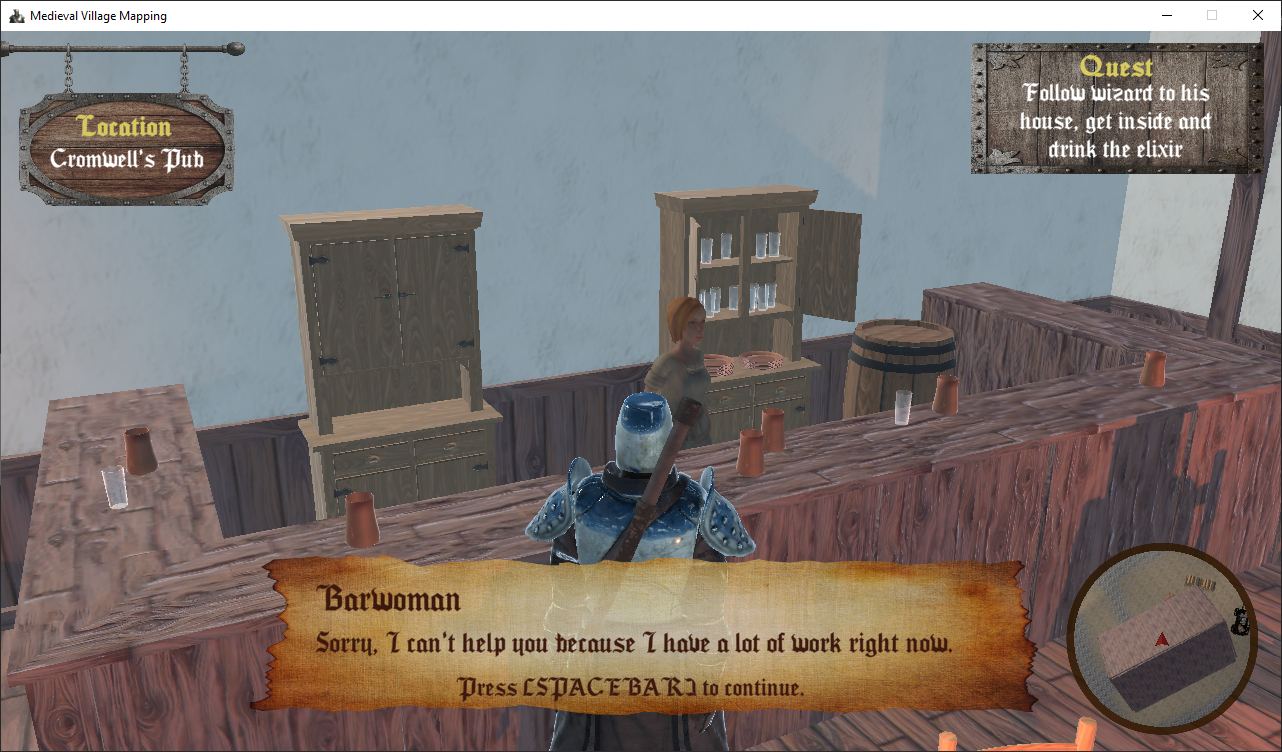 Medieval Village Mapping
Location
Cromwell's Pub
Quest
Follow wizard to his
house, get inside and
drink the elixir
Barwoman
Sorry, I can't help you because I have a lot of work right now.
Press [SPACEBAR] to continue.